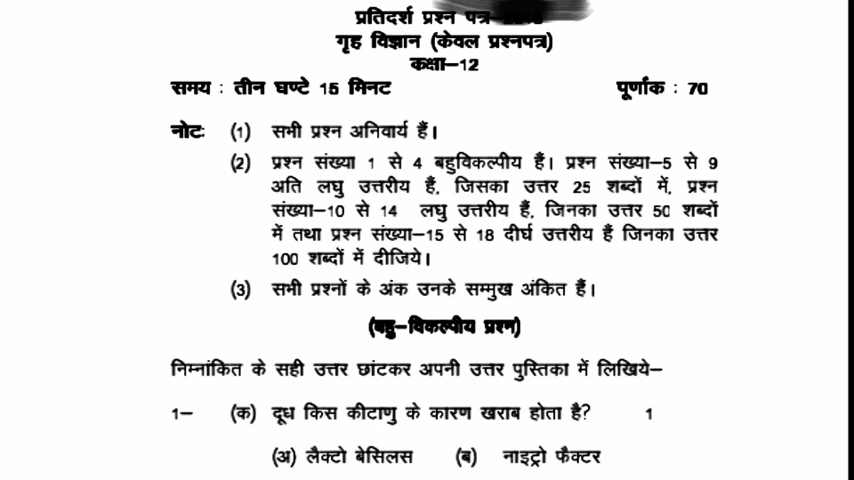 प्रतिदर्श प्रश्न पत्र–
गृह विज्ञान (केवल प्रश्नपत्र)
कक्षा–12
समय : तीन घण्टे 15 मिनट पूर्णांक : 70
नोटः (1) सभी प्रश्न अनिवार्य हैं।
(2) प्रश्न संख्या 1 से 4 बहुविकल्पीय हैं। प्रश्न संख्या–5 से 9
अति लघु उत्तरीय हैं, जिसका उत्तर 25 शब्दों में, प्रश्न
संख्या–10 से 14 लघु उत्तरीय हैं, जिनका उत्तर 50 शब्दों
में तथा प्रश्न संख्या–15 से 18 दीर्घ उत्तरीय हैं जिनका उत्तर
100 शब्दों में दीजिये।
(3) सभी प्रश्नों के अंक उनके सम्मुख अंकित हैं।
(बहु–विकल्पीय प्रश्न)
निम्नांकित के सही उत्तर छांटकर अपनी उत्तर पुस्तिका में लिखिये–
1– (क) दूध किस कीटाणु के कारण खराब होता है? 1
(अ) लैक्टो बेसिलस (ब) नाइट्रो फैक्टर